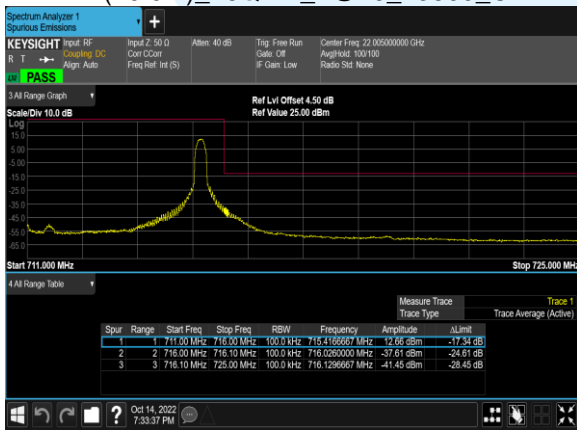 Spectrum Analyzer 1
Spurious Emissions
+
KEYSIGHT Input: RF Input Z: 50 Ω Atten: 40 dB Trig: Free Run Center Freq: 22.005000000 GHz
R T Coupling: DC Corr CCorr Gate: Off Avg|Hold: 100/100
Align: Auto Freq Ref: Int (S) IF Gain: Low Radio Std: None
PASS
3 All Range Graph
Ref Lvl Offset 4.50 dB
Scale/Div 10.0 dB Ref Value 25.00 dBm
Log
15.0
5.00
-5.00
-15.0
-25.0
-35.0
-45.0
-55.0
-65.0
Start 711.000 MHz Stop 725.000 MHz
4 All Range Table
Measure Trace Trace 1
Trace Type Trace Average (Active)
Spur Range Start Freq Stop Freq RBW Frequency Amplitude ΔLimit
1 1 711.00 MHz 716.00 MHz 100.0 kHz 715.4166667 MHz 12.66 dBm -17.34 dB
2 2 716.00 MHz 716.10 MHz 100.0 kHz 716.0260000 MHz -37.61 dBm -24.61 dB
3 3 716.10 MHz 725.00 MHz 100.0 kHz 716.1296667 MHz -41.45 dBm -28.45 dB
? Oct 14, 2022
7:33:37 PM